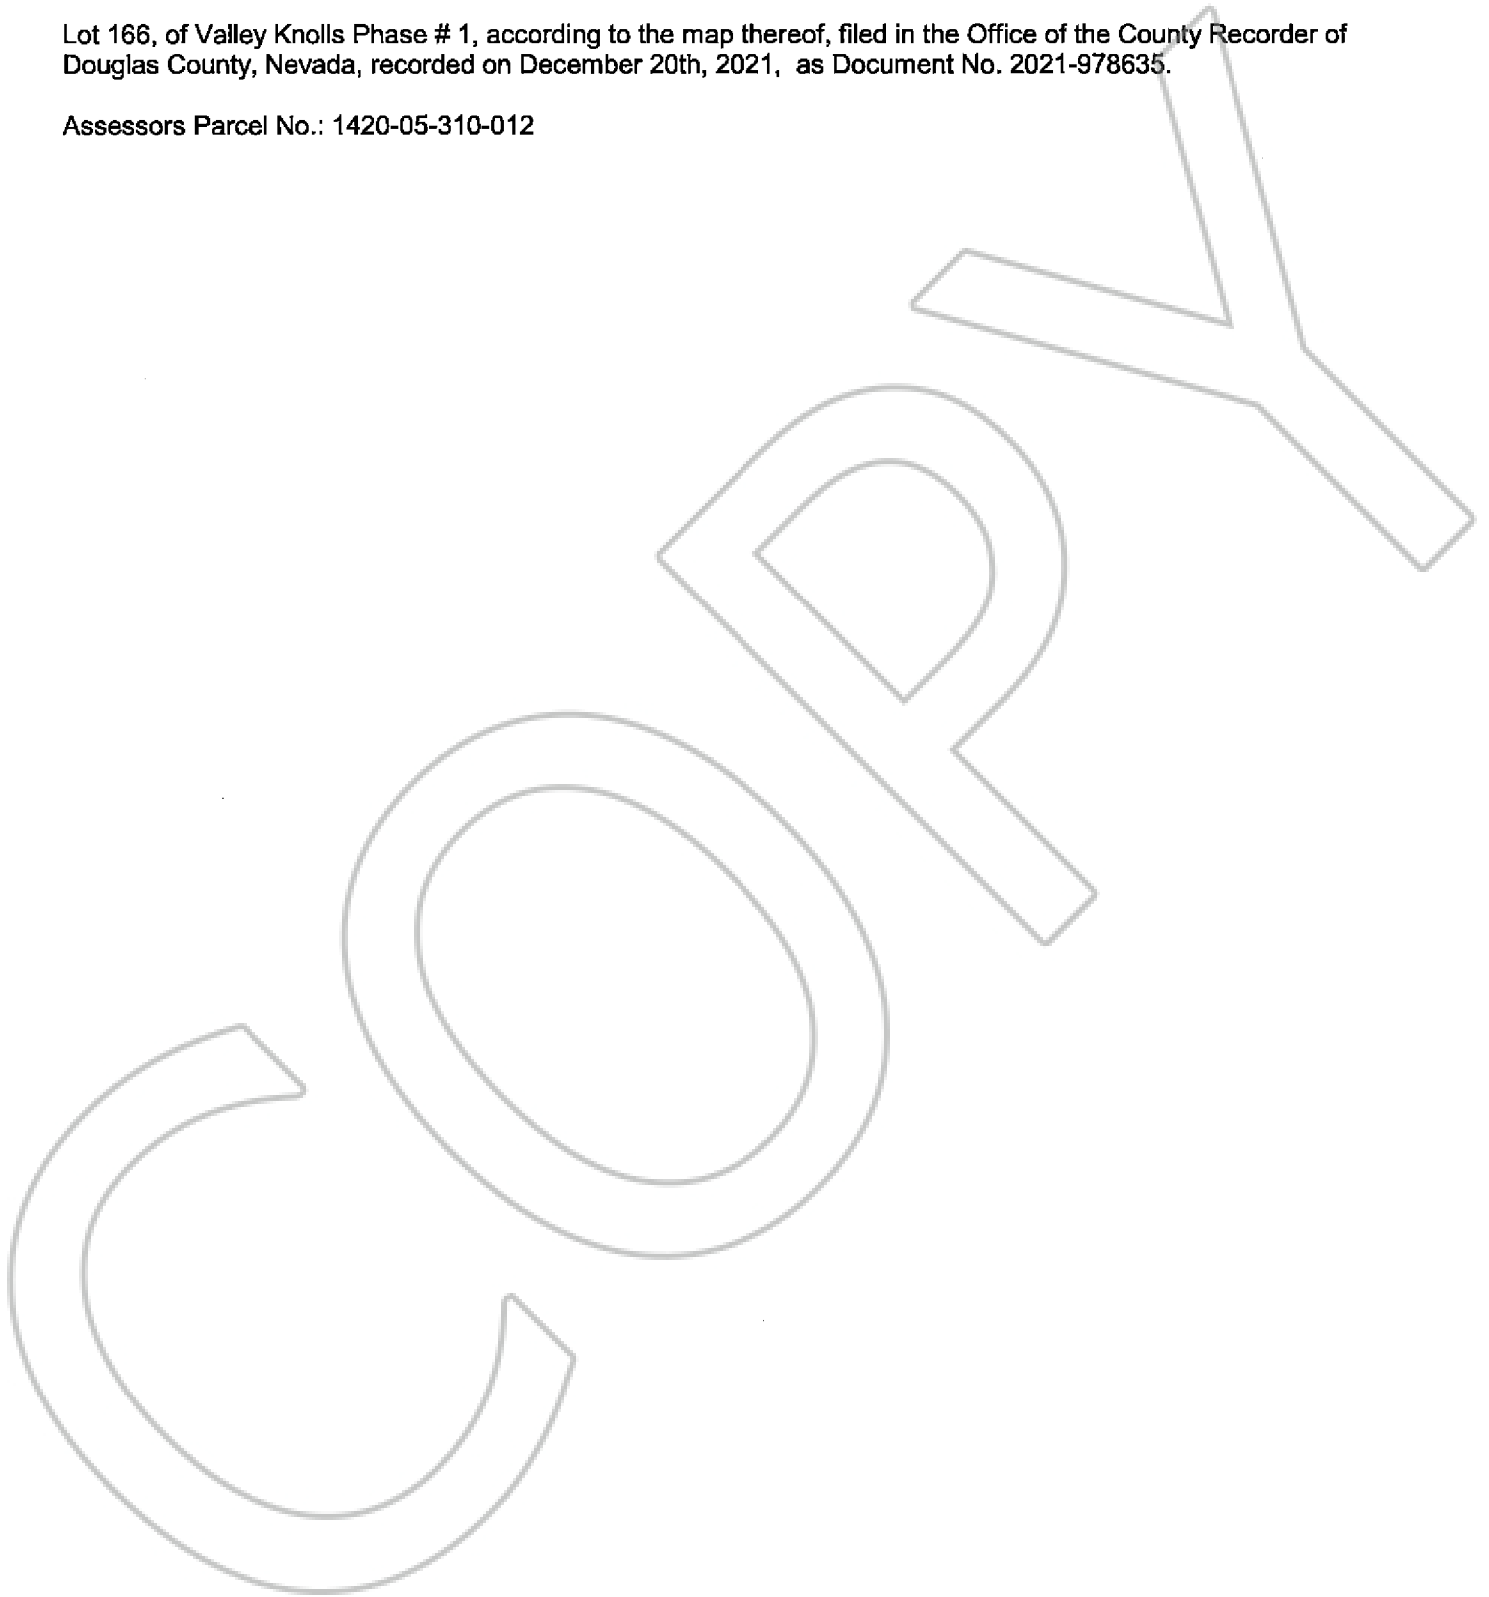 Lot 166, of Valley Knolls Phase # 1, according to the map thereof, filed in the Office of the County Recorder of
Douglas County, Nevada, recorded on December 20th, 2021,  as Document No. 2021-978635.
Assessors Parcel No.: 1420-05-310-012
COPY